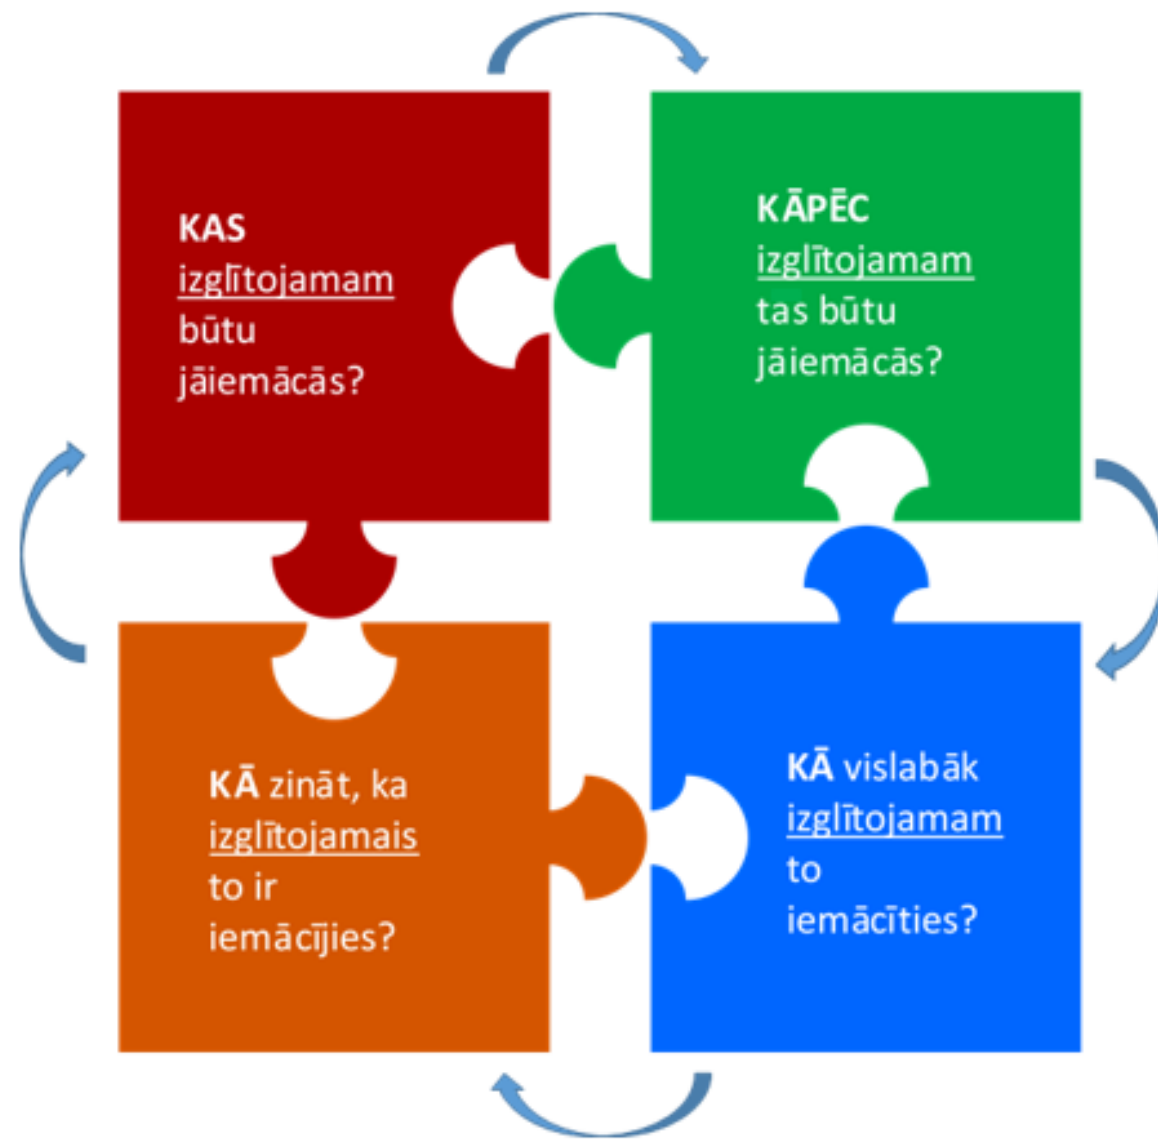 KAS
izglītojamam
būtu
jāiemācās?
KĀPĒC
izglītojamam
tas būtu
jāiemācās?
KĀ zināt, ka
izglītojamais
to ir
iemācījies?
KĀ vislabāk
izglītojamam
to
iemācīties?